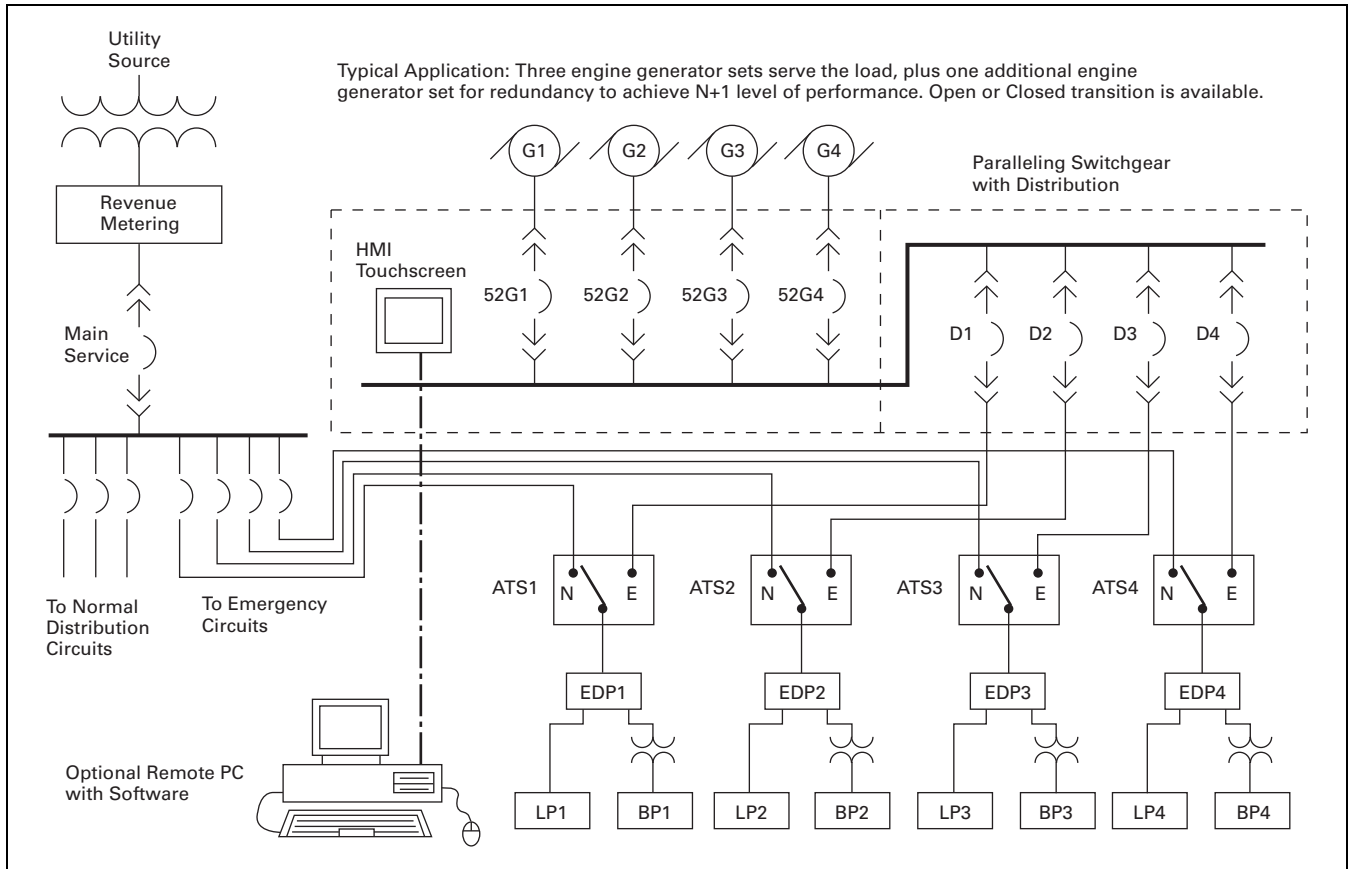 Utility
Source
Typical Application: Three engine generator sets serve the load, plus one additional engine
generator set for redundancy to achieve N+1 level of performance. Open or Closed transition is available.
G1
G2
G3
G4
Paralleling Switchgear
with Distribution
Revenue
Metering
HMI
Touchscreen
52G1
52G2
52G3
52G4
Main
Service
D1
D2
D3
D4
To Normal
Distribution
Circuits
To Emergency
Circuits
ATS1
N
E
ATS2
N
E
ATS3
N
E
ATS4
N
E
EDP1
EDP2
EDP3
EDP4
Optional Remote PC
with Software
LP1
BP1
LP2
BP2
LP3
BP3
LP4
BP4